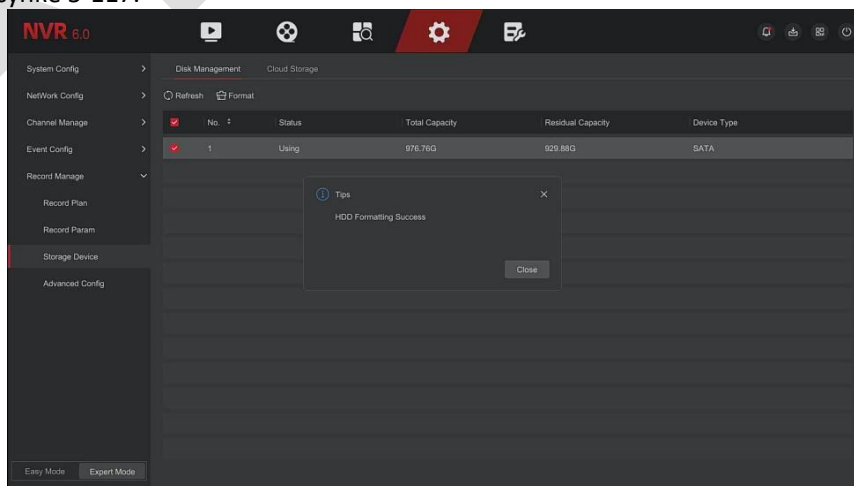 NVR 6.0
System Config
Disk Management Cloud Storage
NetWork Config
Refresh Format
Channel Manage
No. Status Total Capacity Residual Capacity Device Type
Event Config
1 Using 976.76G 929.88G SATA
Record Manage
Tips
Record Plan
HDD Formatting Success
Record Param
Storage Device
Close
Advanced Config
Easy Mode Expert Mode